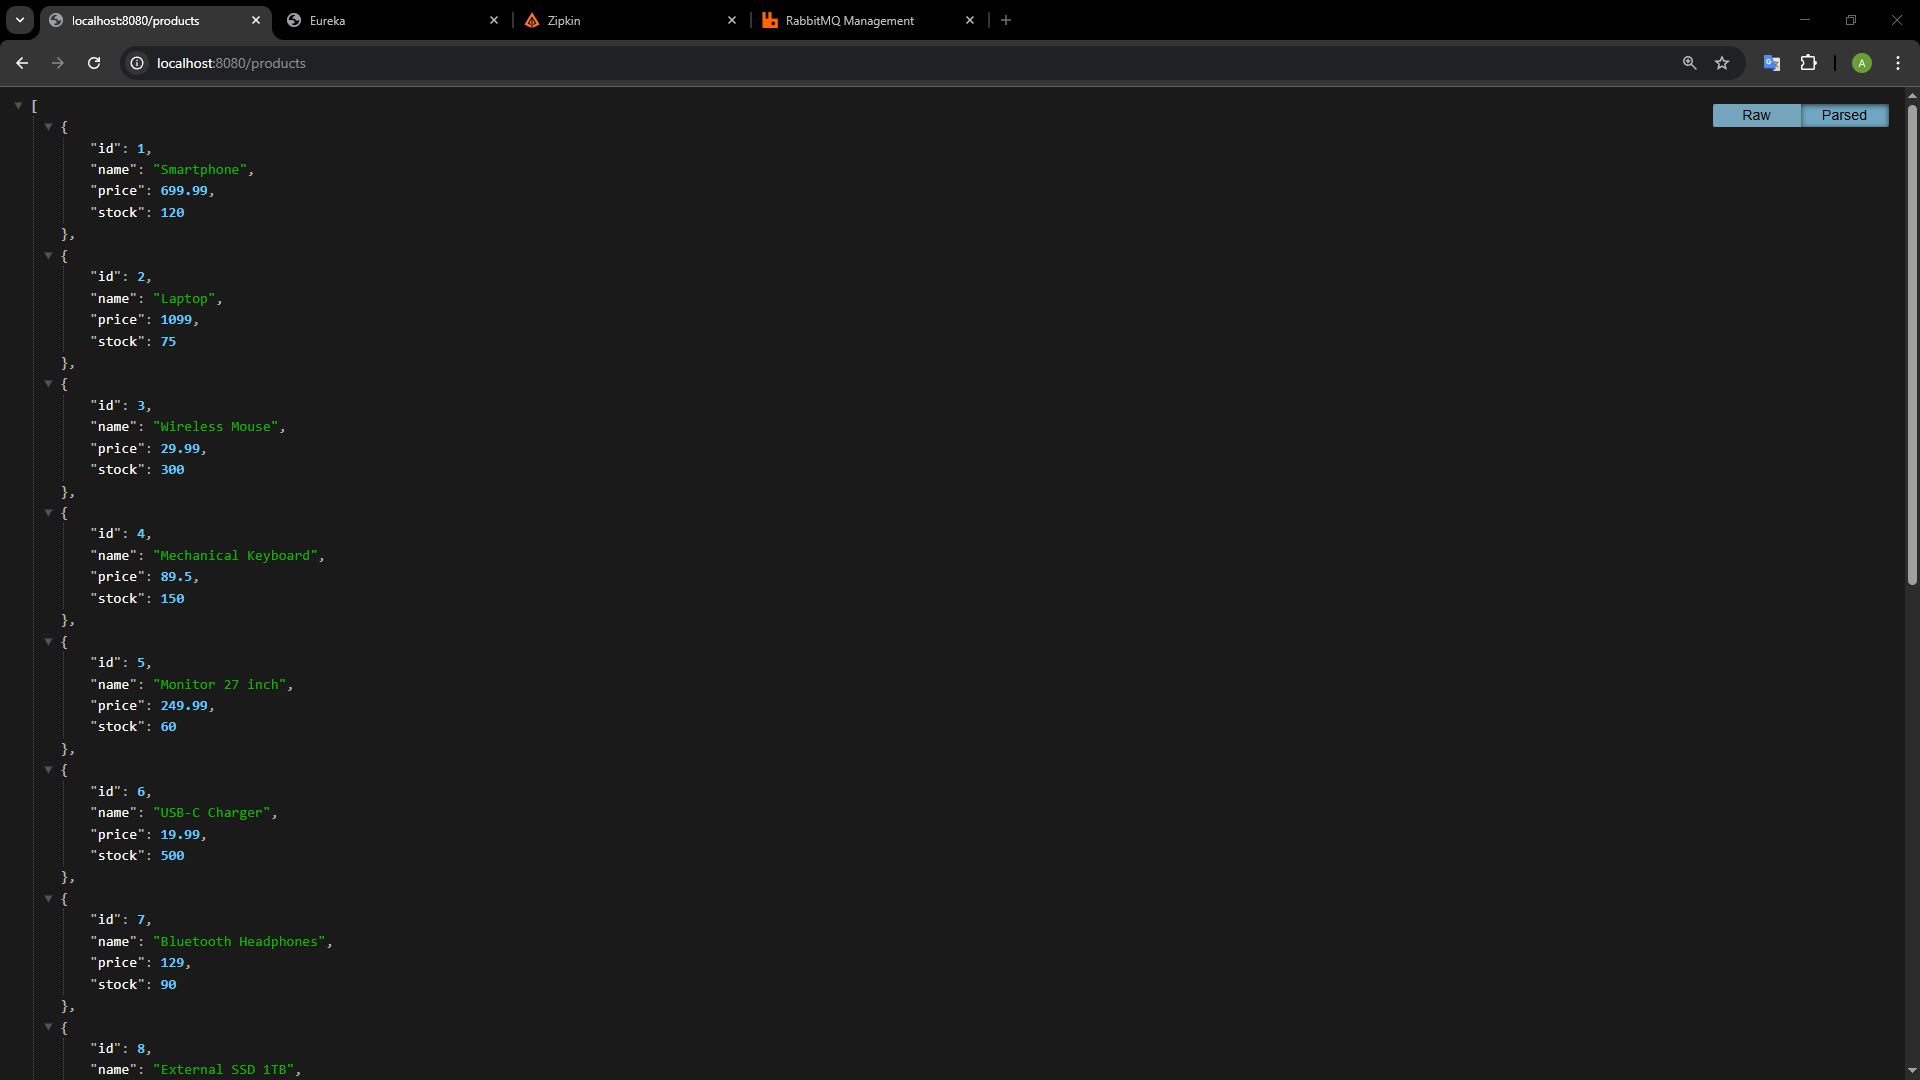 localhost:8080/products
Eureka
Zipkin
RabbitMQ Management
localhost:8080/products
A
Raw
Parsed
[
{
"id": 1,
"name": "Smartphone",
"price": 699.99,
"stock": 120
},
{
"id": 2,
"name": "Laptop",
"price": 1099,
"stock": 75
},
{
"id": 3,
"name": "Wireless Mouse",
"price": 29.99,
"stock": 300
},
{
"id": 4,
"name": "Mechanical Keyboard",
"price": 89.5,
"stock": 150
},
{
"id": 5,
"name": "Monitor 27 inch",
"price": 249.99,
"stock": 60
},
{
"id": 6,
"name": "USB-C Charger",
"price": 19.99,
"stock": 500
},
{
"id": 7,
"name": "Bluetooth Headphones",
"price": 129,
"stock": 90
},
{
"id": 8,
"name": "External SSD 1TB",